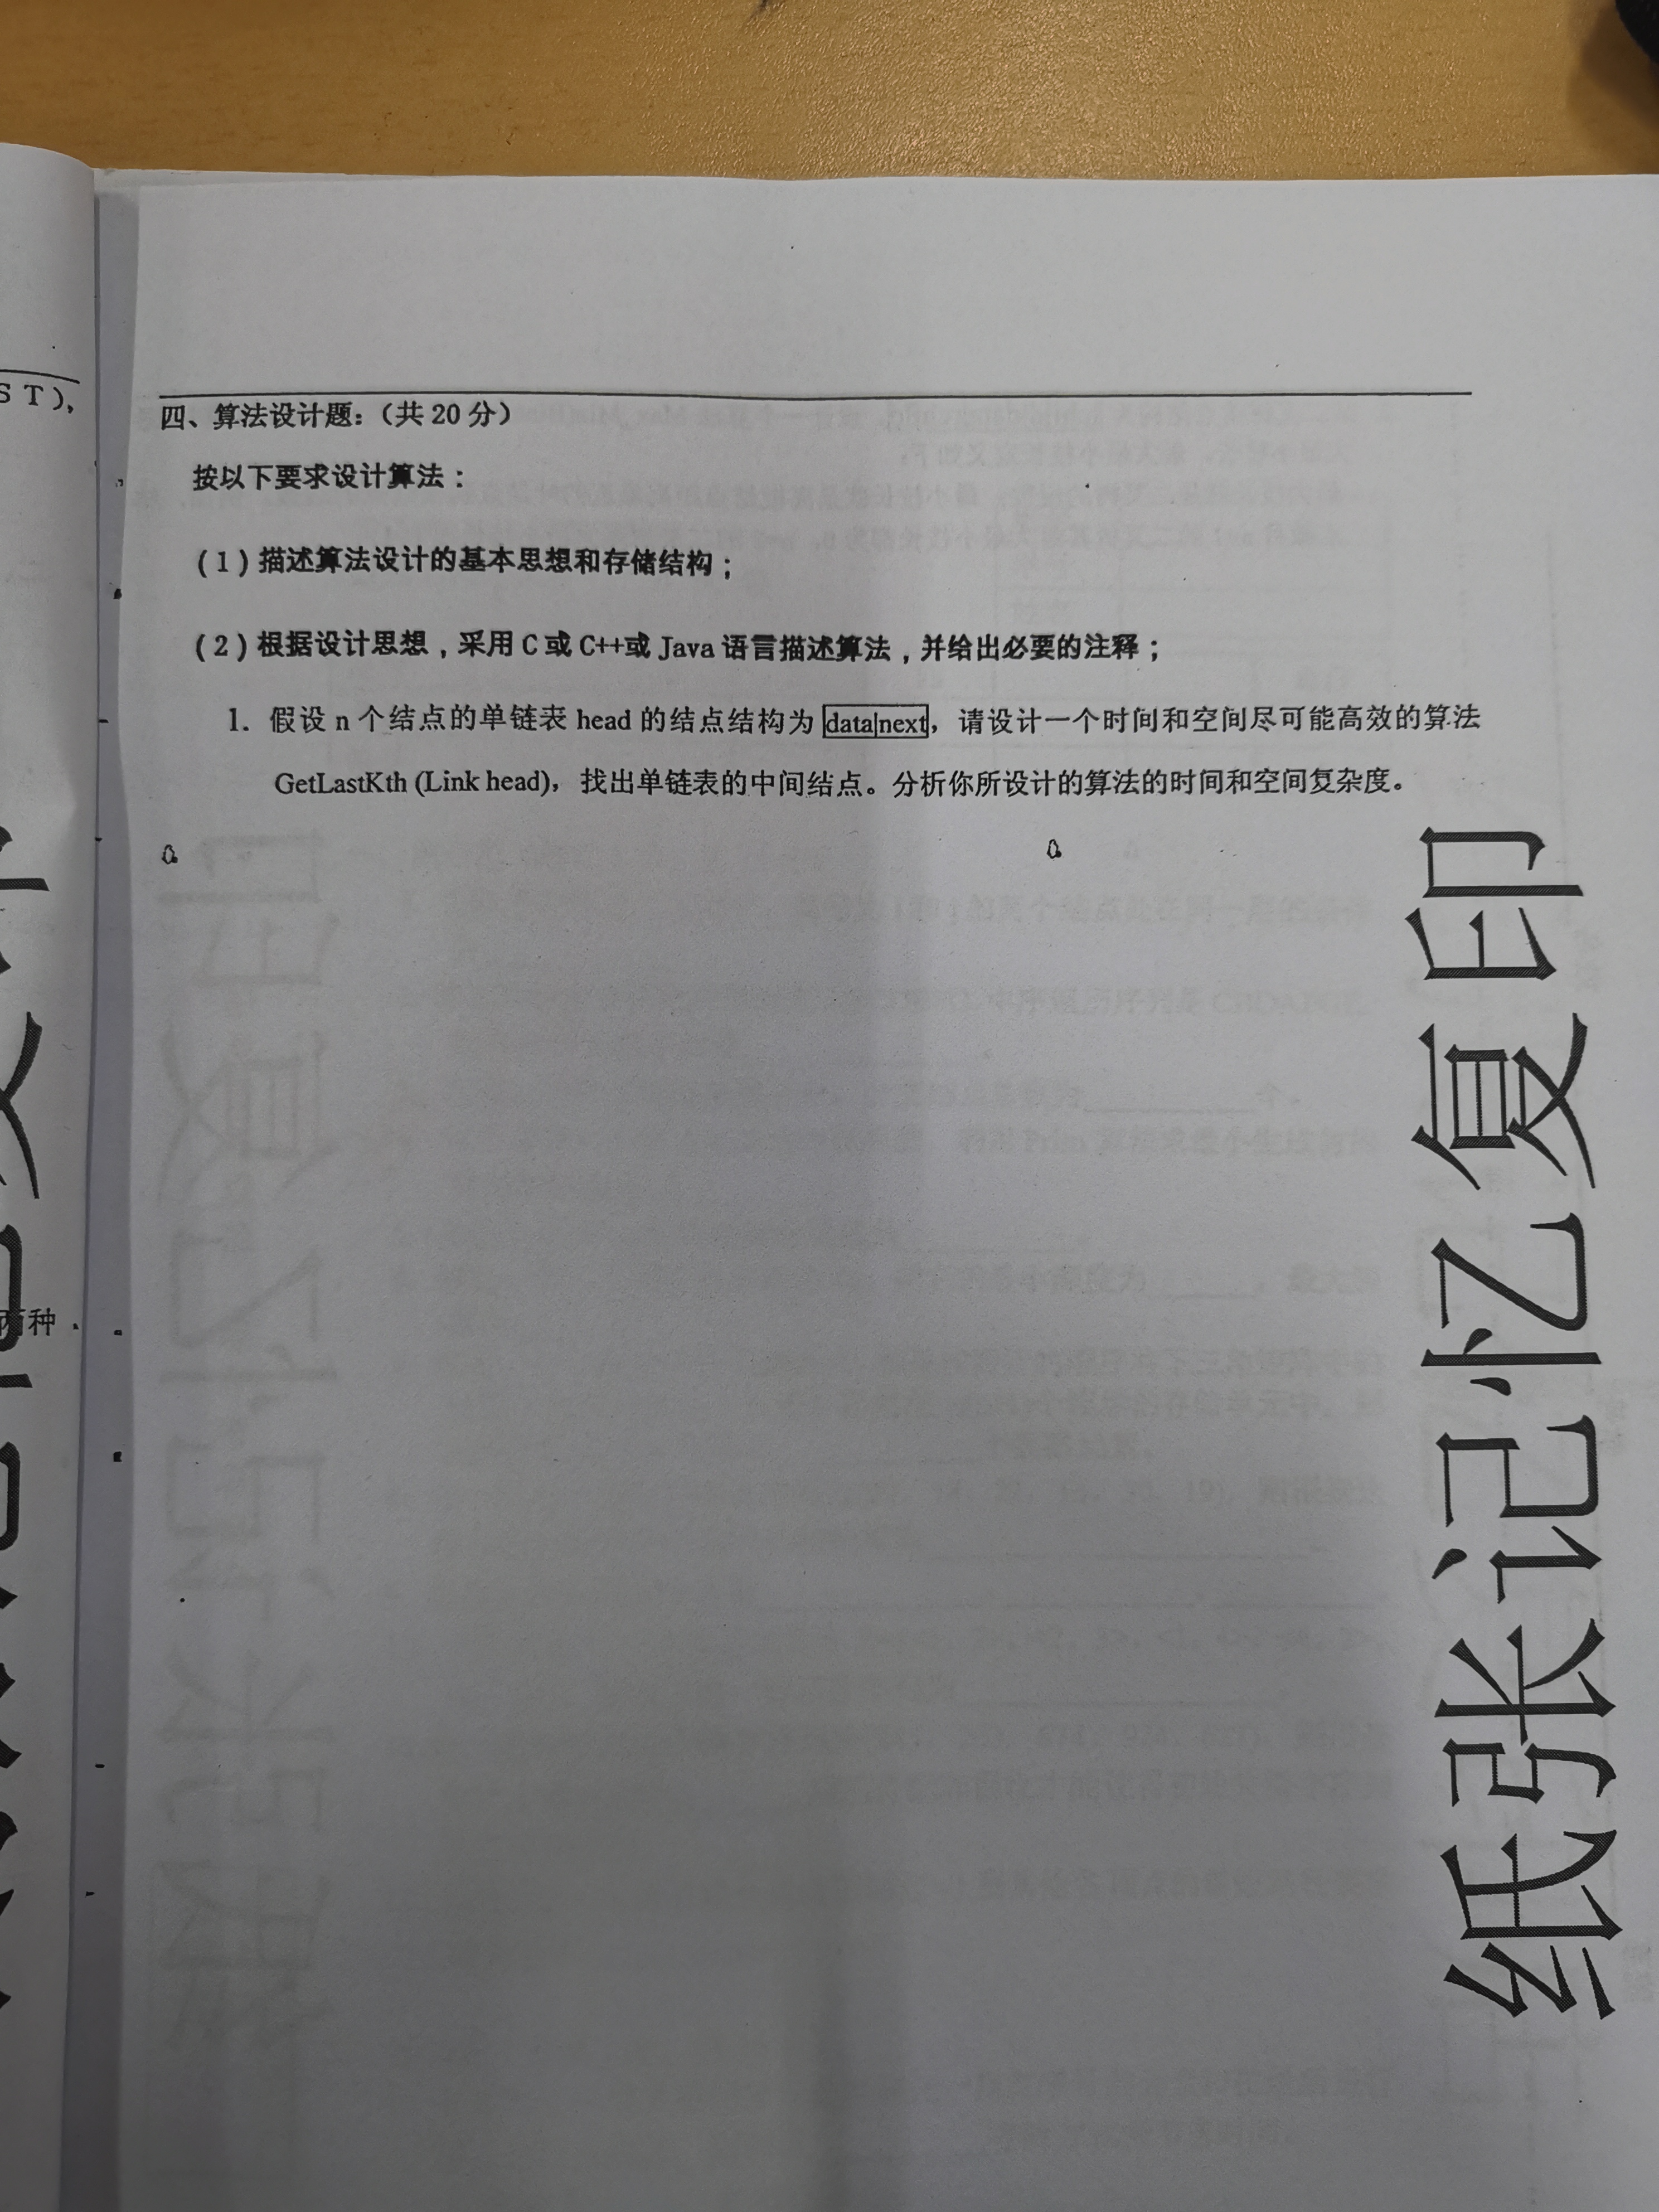 ST),
四、算法设计题：（共 20 分）
按以下要求设计算法：
(1) 描述算法设计的基本思想和存储结构；
(2) 根据设计思想，采用 C 或 C++或 Java 语言描述算法，并给出必要的注释；
1. 假设 n 个结点的单链表 head 的结点结构为 data|next，请设计一个时间和空间尽可能高效的算法
GetLastKth (Link head)，找出单链表的中间结点。分析你所设计的算法的时间和空间复杂度。
两种
纸张记忆复印